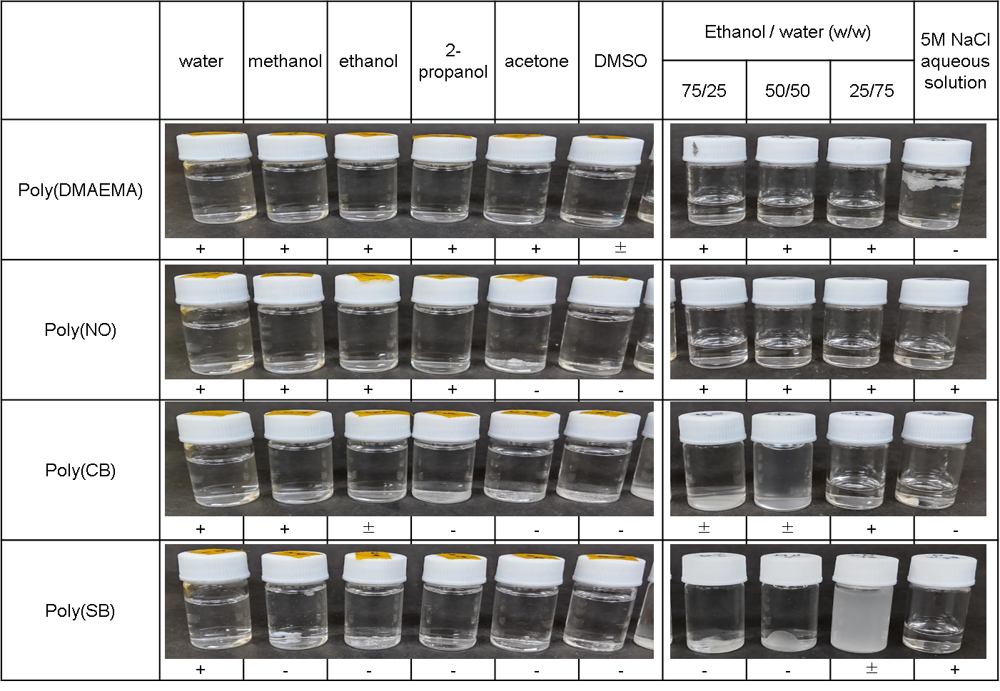 water
methanol
ethanol
2-
propanol
acetone
DMSO
Ethanol / water (w/w)
75/25
50/50
25/75
5M NaCl
aqueous
solution
Poly(DMAEMA)
+ + + + + ± + + + -
Poly(NO)
+ + + + - - + + + +
Poly(CB)
+ + ± - - - ± ± + -
Poly(SB)
+ - - - - - - - ± +